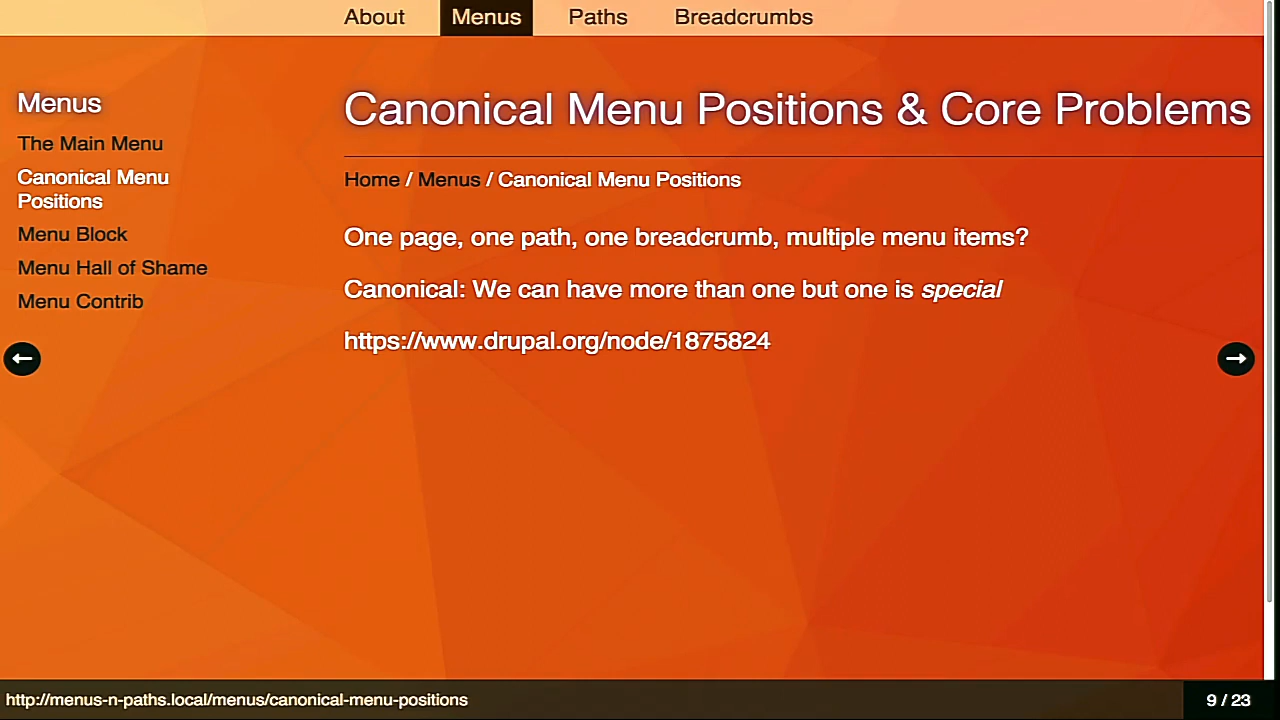 About Menus Paths Breadcrumbs
Menus
The Main Menu
Canonical Menu
Positions
Menu Block
Menu Hall of Shame
Menu Contrib
Canonical Menu Positions & Core Problems
Home / Menus / Canonical Menu Positions
One page, one path, one breadcrumb, multiple menu items?
Canonical: We can have more than one but one is special
https://www.drupal.org/node/1875824
http://menus-n-paths.local/menus/canonical-menu-positions
9 / 23